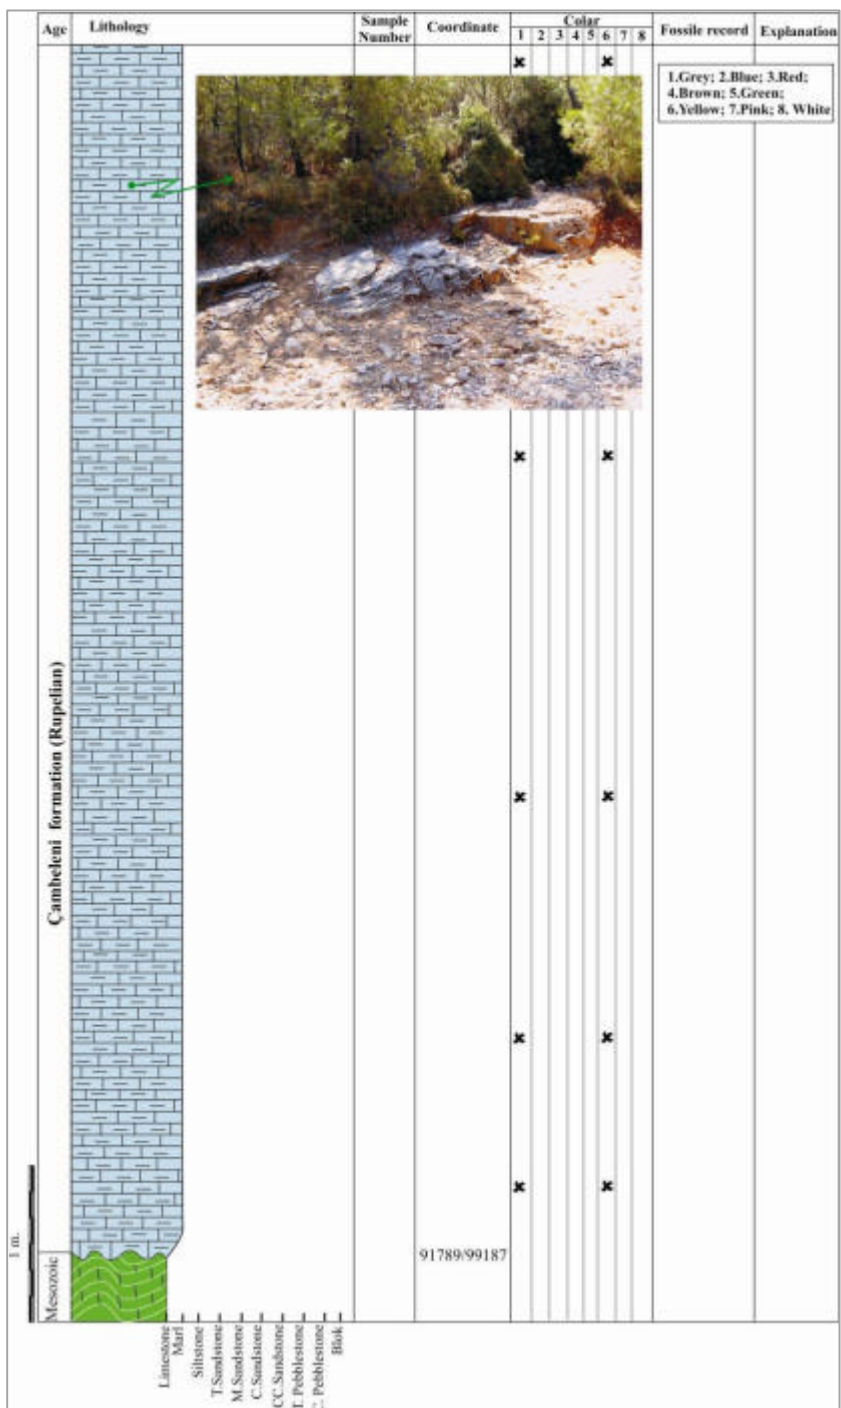 Age Lithology Sample Number Coordinate Colar Fossile record Explanation
1 2 3 4 5 6 7 8
1.Grey; 2.Blue; 3.Red;
4.Brown; 5.Green;
6.Yellow; 7.Pink; 8. White
Çambeleni formation (Rupelian)
1 m.
91789/99187
Mesozoic
Limestone
Marl
Siltstone
T.Sandstone
M.Sandstone
C.Sandstone
CC.Sandstone
Pebblestone
Pebblestone
Blok